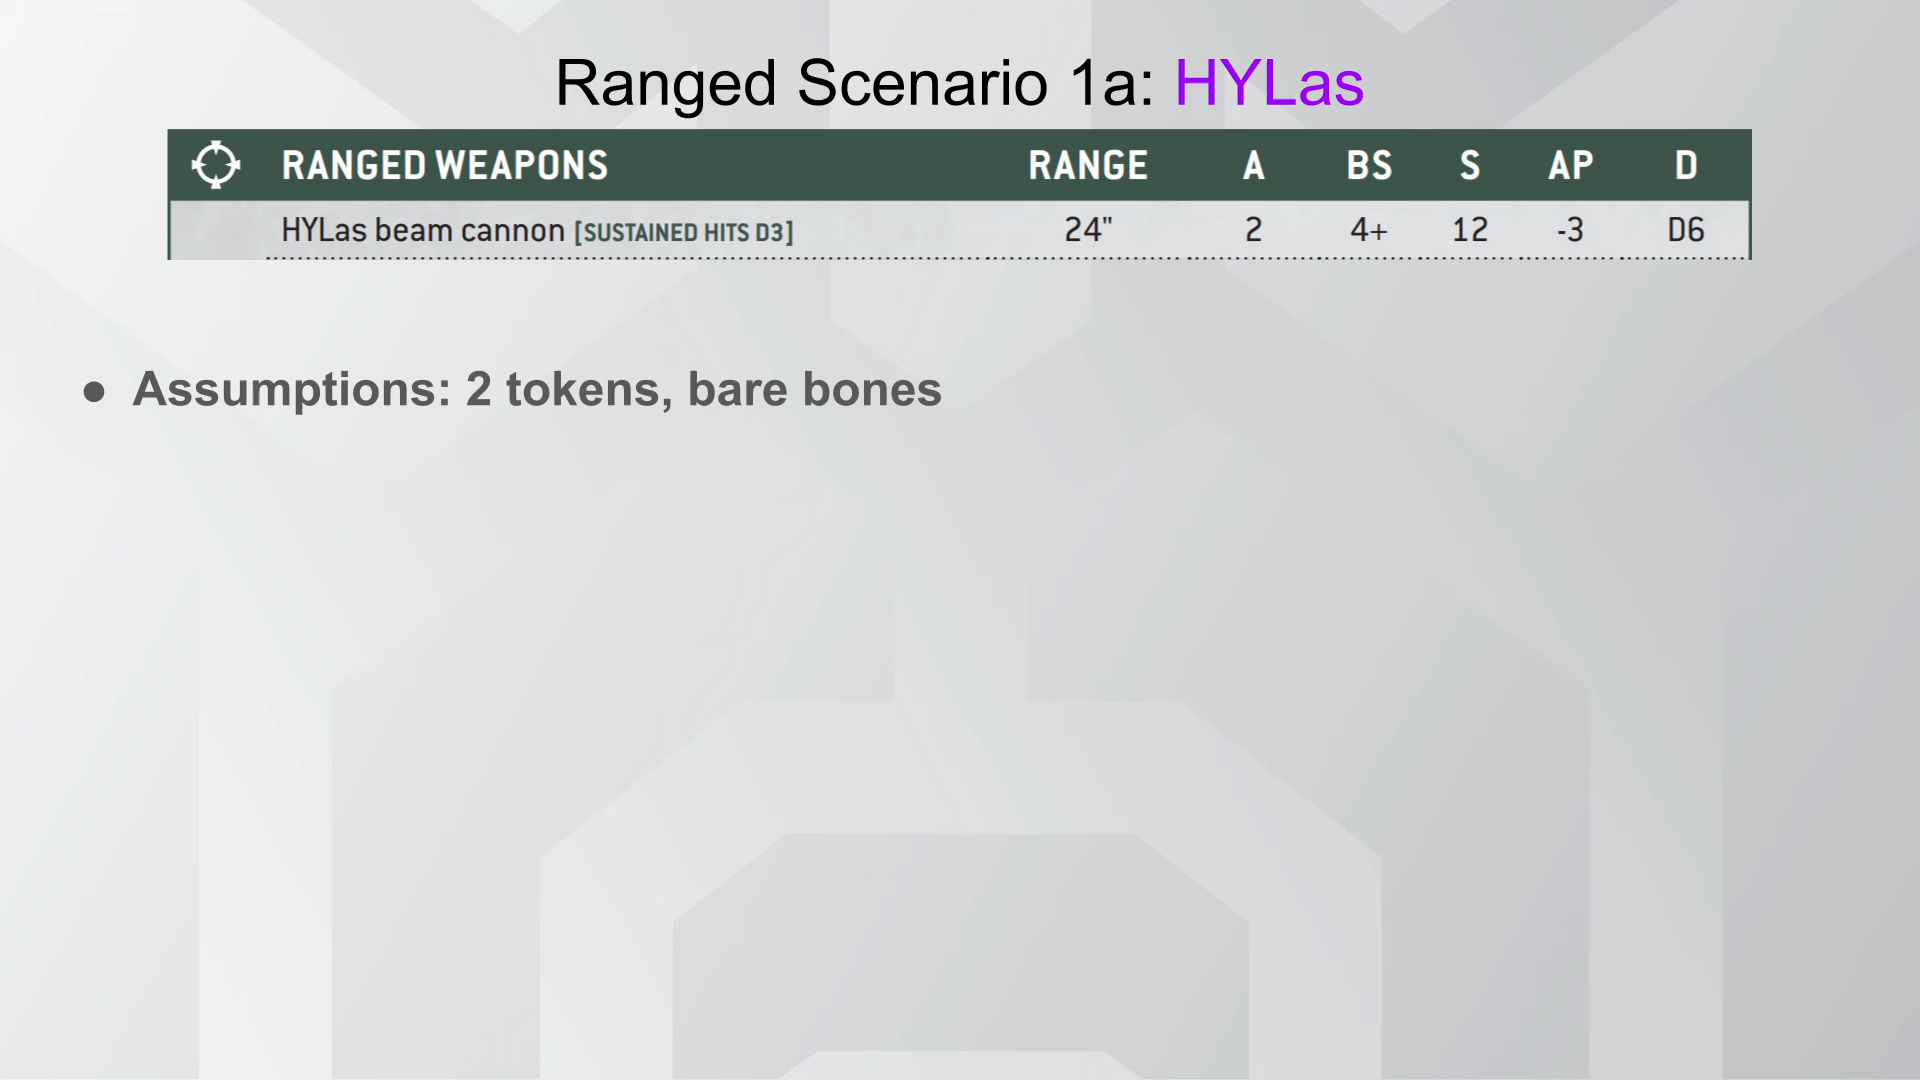 Ranged Scenario 1a: HYLas
RANGED WEAPONS RANGE A BS S AP D
HYLas beam cannon [SUSTAINED HITS D3] 24" 2 4+ 12 -3 D6
● Assumptions: 2 tokens, bare bones